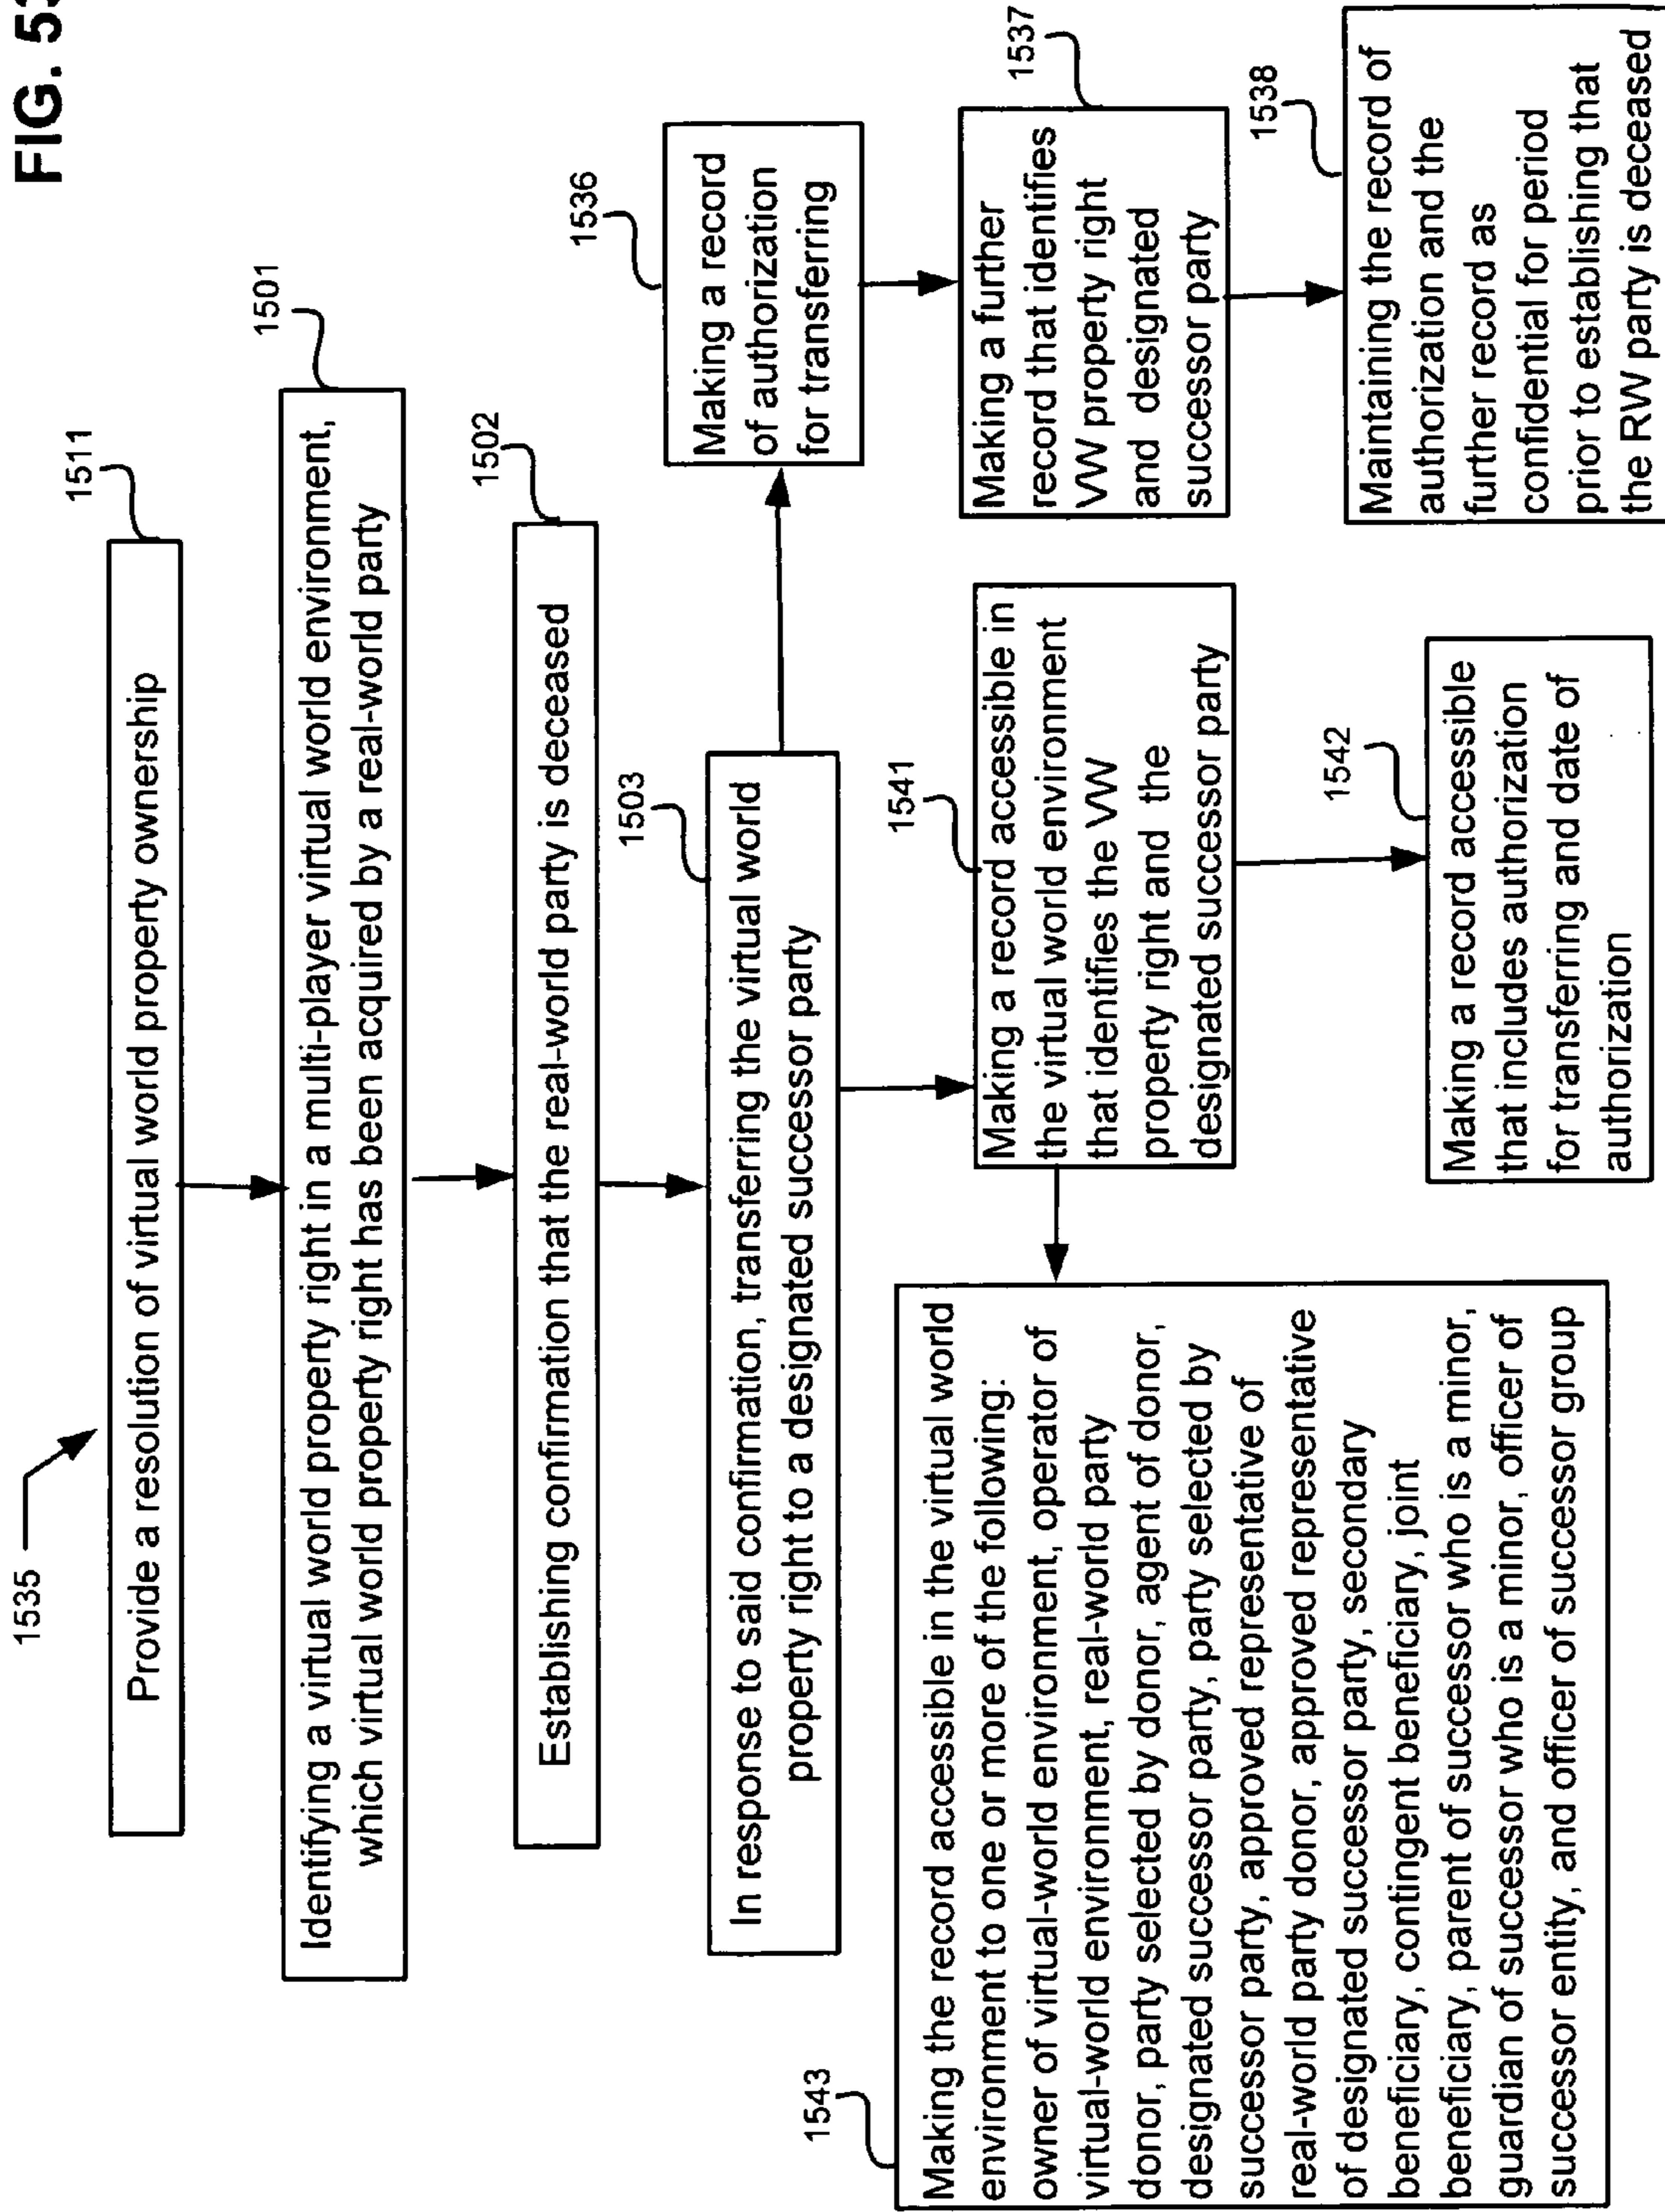 FIG. 53
1535
1511
Provide a resolution of virtual world property ownership
1501
Identifying a virtual world property right in a multi-player virtual world environment,
which virtual world property right has been acquired by a real-world party
1502
Establishing confirmation that the real-world party is deceased
1503
In response to said confirmation, transferring the virtual world
property right to a designated successor party
1536
Making a record
of authorization
for transferring
1537
Making a further
record that identifies
VW property right
and designated
successor party
1538
Maintaining the record of
authorization and the
further record as
confidential for period
prior to establishing that
the RW party is deceased
1541
Making a record accessible in
the virtual world environment
that identifies the VW
property right and the
designated successor party
1542
Making a record accessible
that includes authorization
for transferring and date of
authorization
1543
Making the record accessible in the virtual world
environment to one or more of the following:
owner of virtual-world environment, operator of
virtual-world environment, real-world party
donor, party selected by donor, agent of donor,
designated successor party, party selected by
successor party, approved representative of
real-world party donor, approved representative
of designated successor party, secondary
beneficiary, contingent beneficiary, joint
beneficiary, parent of successor who is a minor,
guardian of successor who is a minor, officer of
successor entity, and officer of successor group